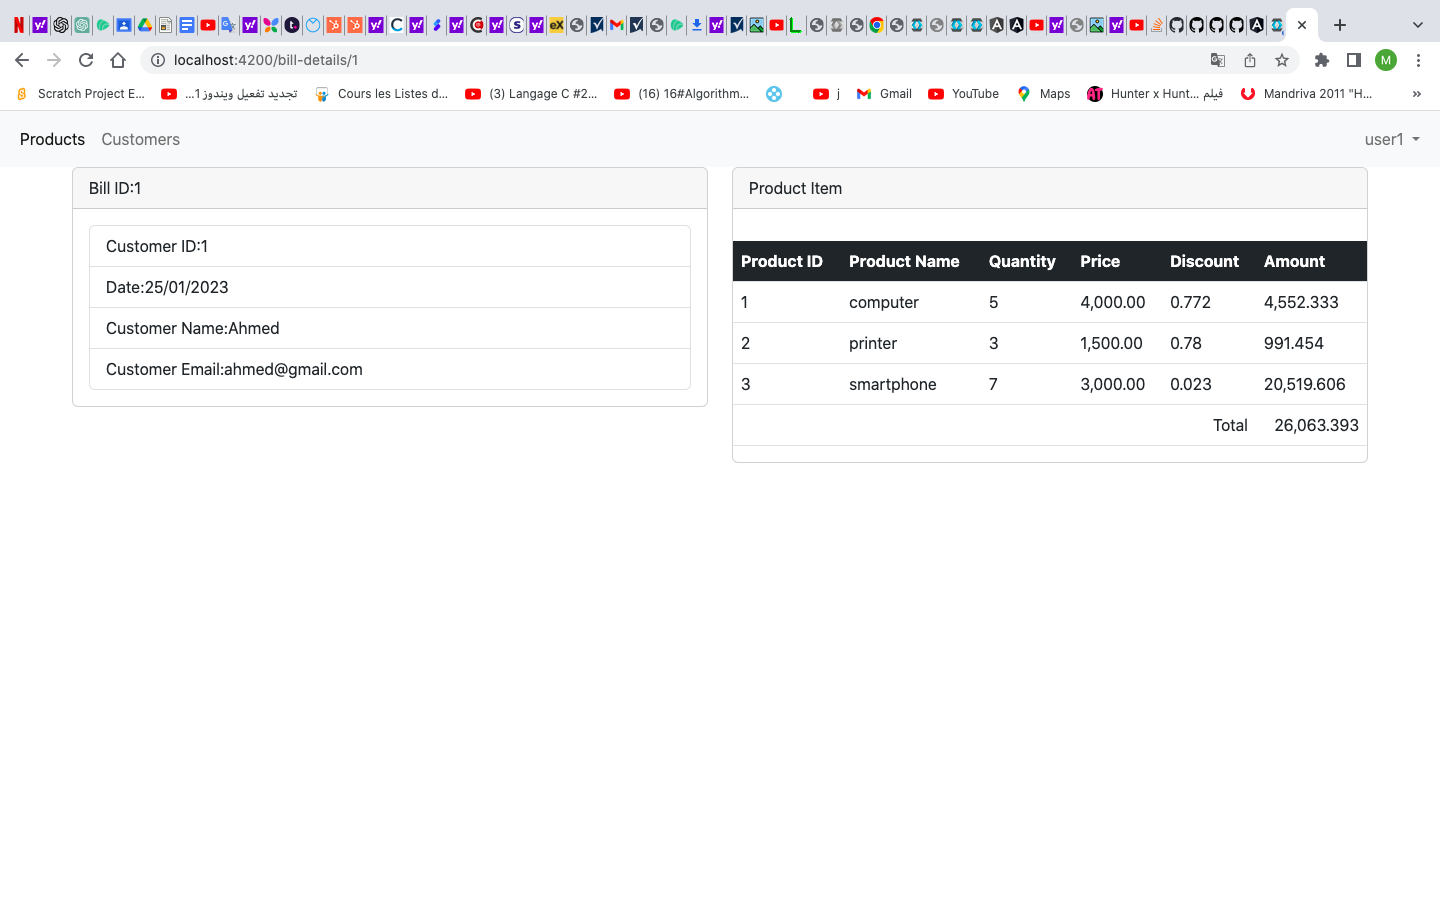 localhost:4200/bill-details/1
M
Scratch Project E...
تجديد تفعيل ويندوز 1...
Cours les Listes d...
(3) Langage C #2...
(16) 16#Algorithm...
j
Gmail
YouTube
Maps
Hunter x Hunt... فيلم
Mandriva 2011 "H...
»
Products Customers
user1
Bill ID:1
Customer ID:1
Date:25/01/2023
Customer Name:Ahmed
Customer Email:ahmed@gmail.com
Product Item
Product ID Product Name Quantity Price Discount Amount
1 computer 5 4,000.00 0.772 4,552.333
2 printer 3 1,500.00 0.78 991.454
3 smartphone 7 3,000.00 0.023 20,519.606
Total 26,063.393